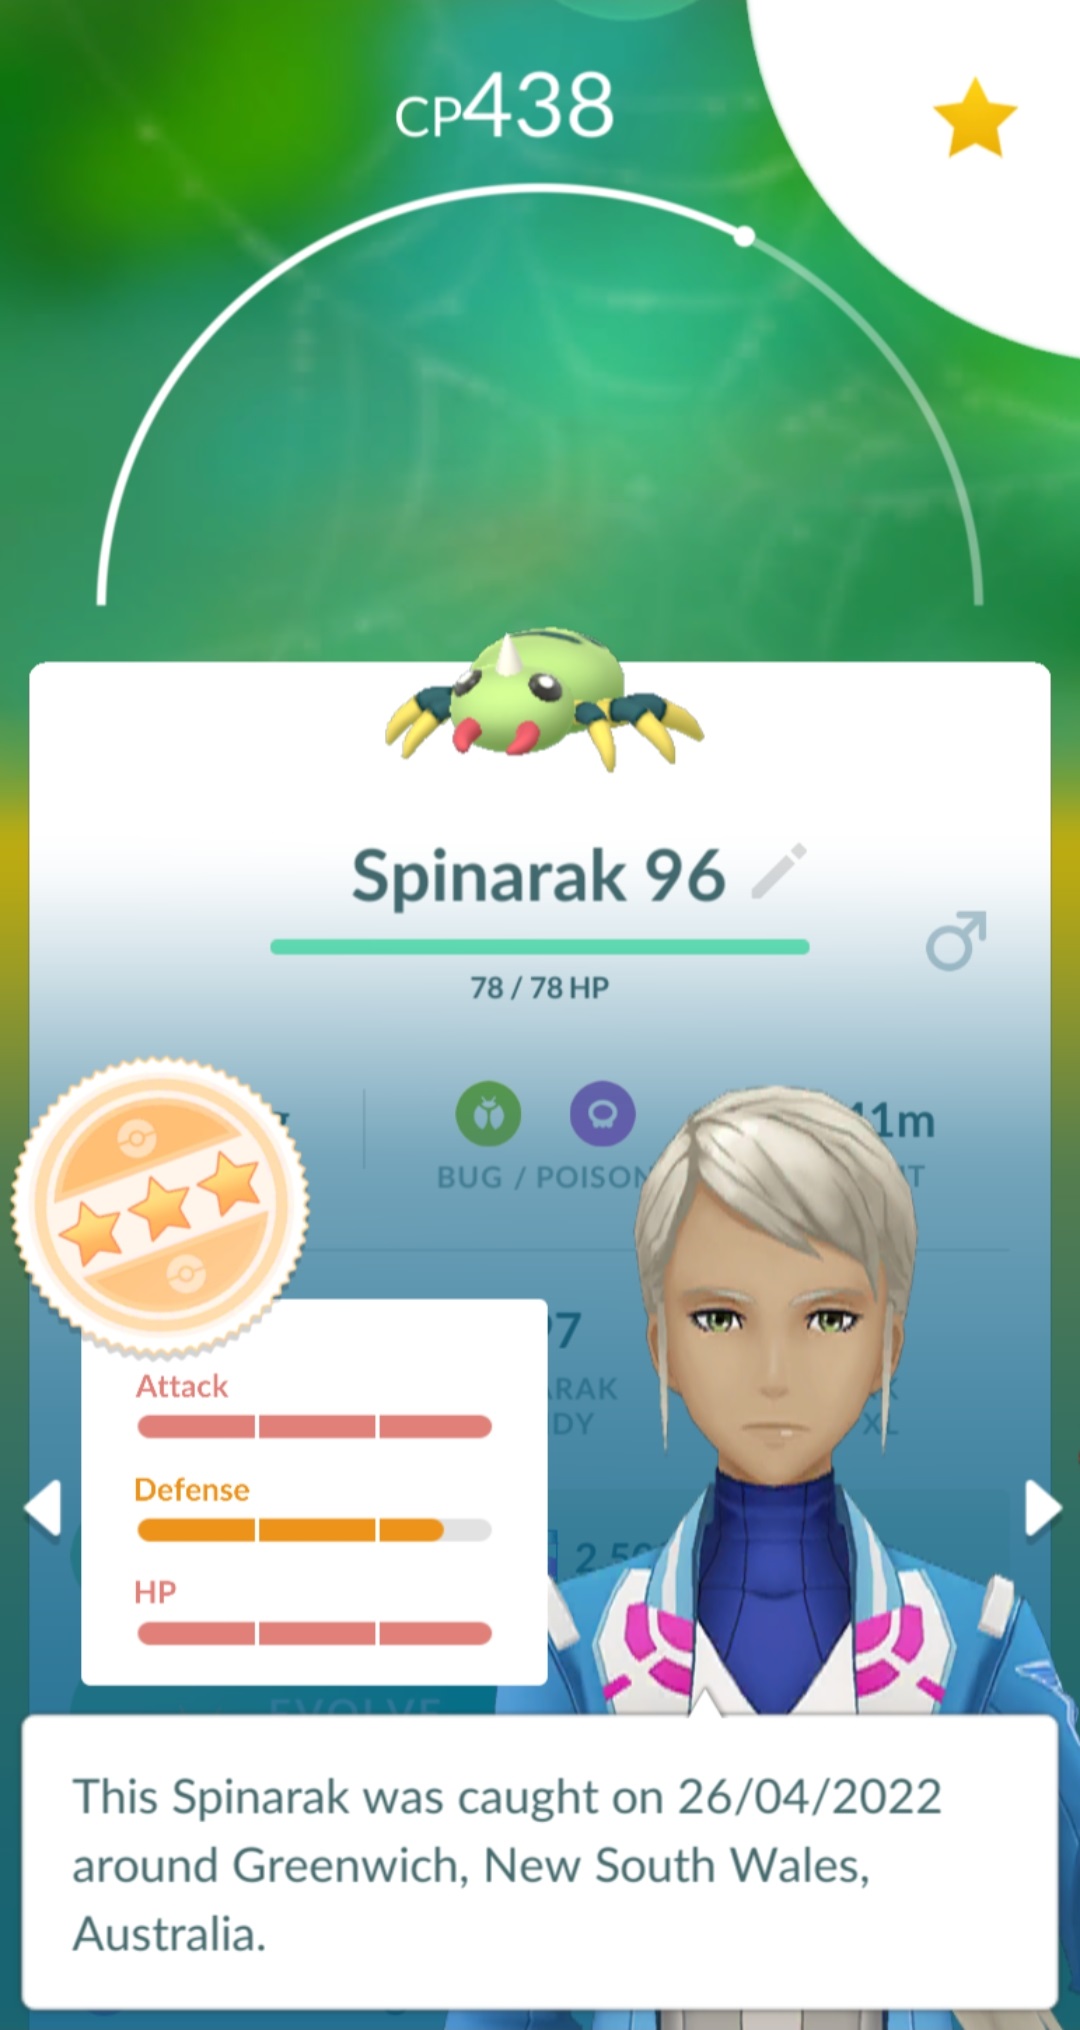 CP438
Spinarak 96
78 / 78 HP
BUG / POISON
Attack
Defense
HP
EVOLVE
This Spinarak was caught on 26/04/2022
around Greenwich, New South Wales,
Australia.